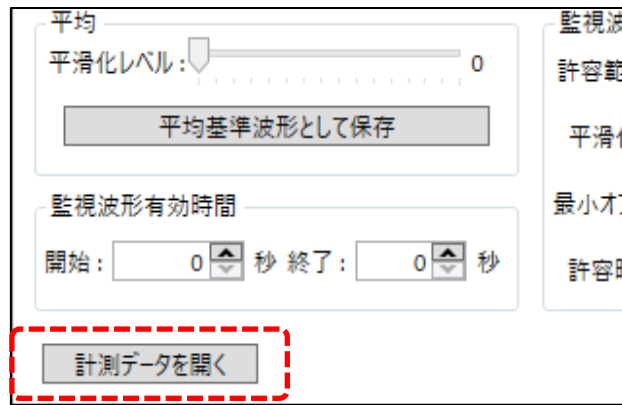 平均
平滑化レベル : 0
平均基準波形として保存
監視波形有効時間
開始 : 0 秒 終了 : 0 秒
計測データを開く
監視波
許容範
平滑化
最小オフ
許容時